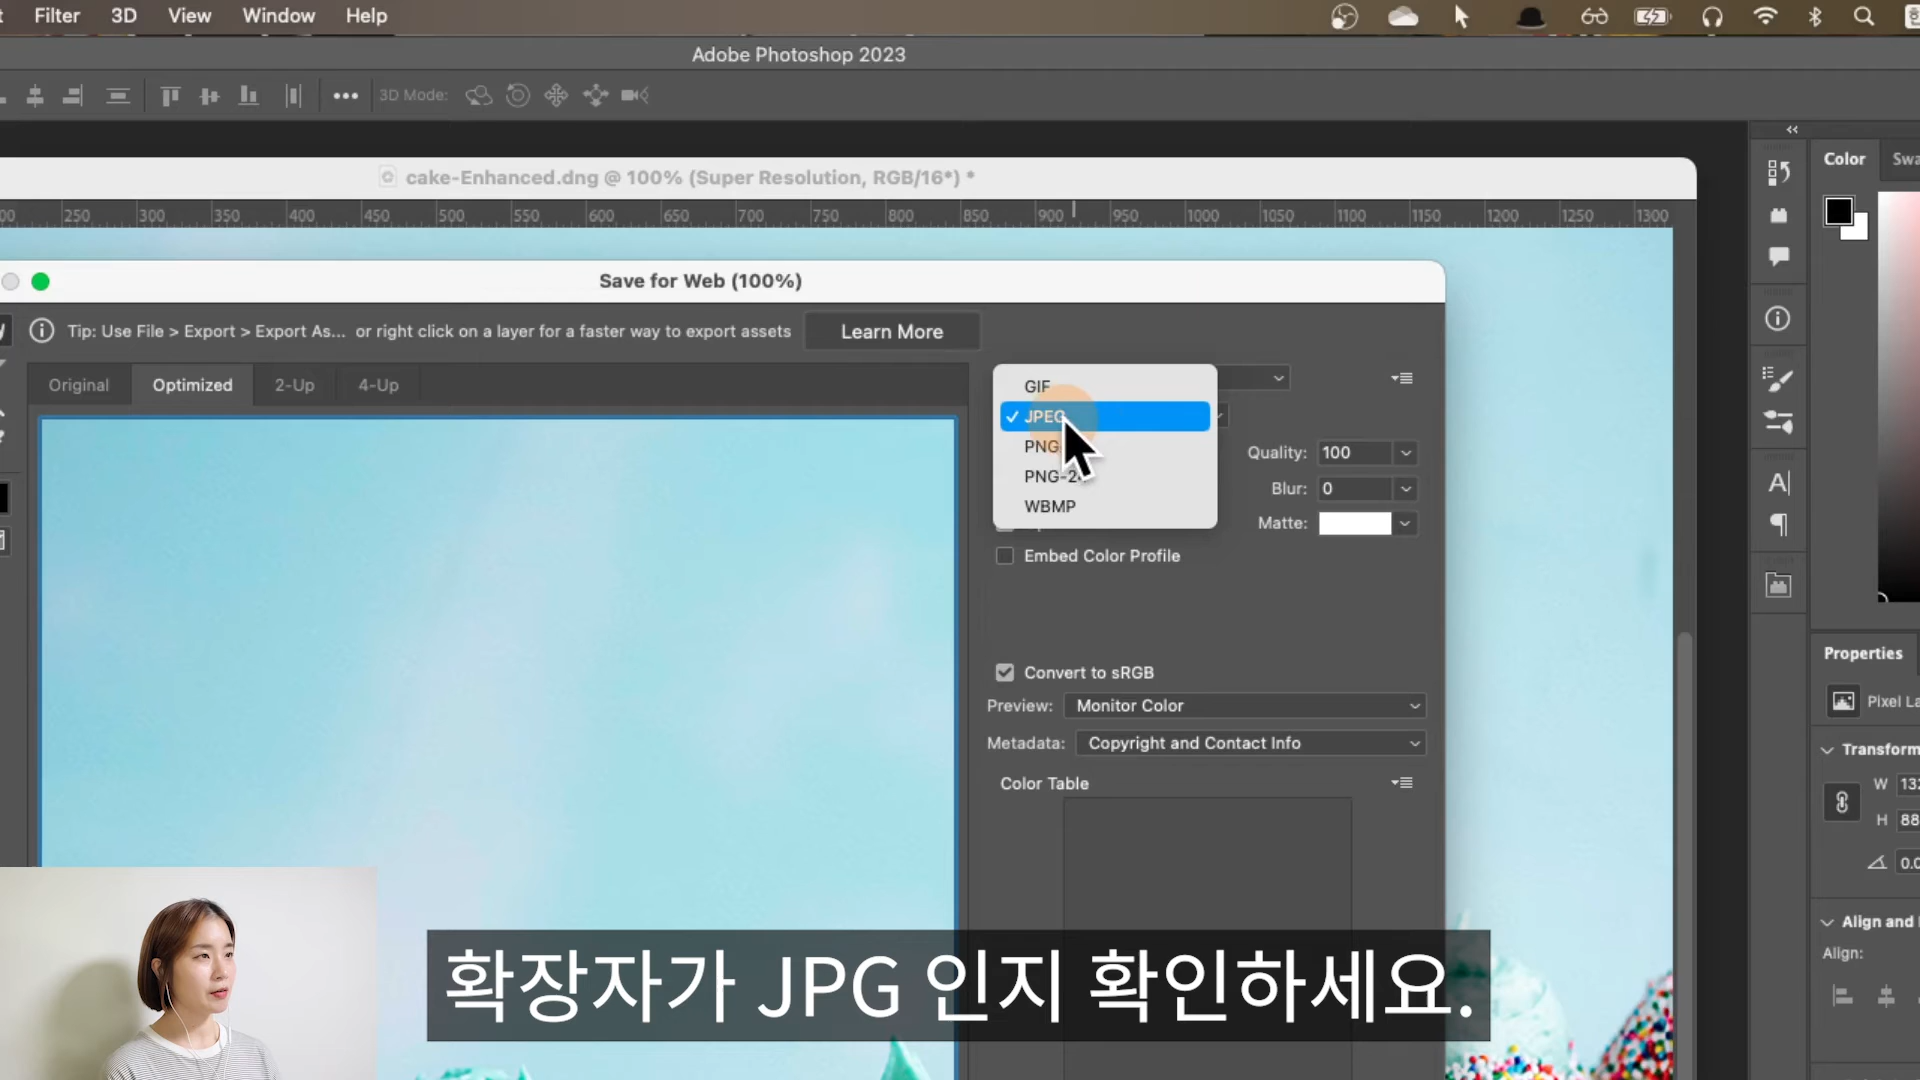 Filter 3D View Window Help
Adobe Photoshop 2023
3D Mode:
cake-Enhanced.dng @ 100% (Super Resolution, RGB/16*) *
250 300 350 400 450 500 550 600 650 700 750 800 850 900 950 1000 1050 1100 1150 1200 1250 1300
Save for Web (100%)
Tip: Use File > Export > Export As... or right click on a layer for a faster way to export assets
Learn More
Original Optimized 2-Up 4-Up
GIF
JPEG
PNG
PNG-2
WBMP
Quality: 100
Blur: 0
Matte:
Embed Color Profile
Convert to sRGB
Preview: Monitor Color
Metadata: Copyright and Contact Info
Color Table
Color
Properties
Pixel
Transform
W
H
Align and
Align:
확장자가 JPG 인지 확인하세요.